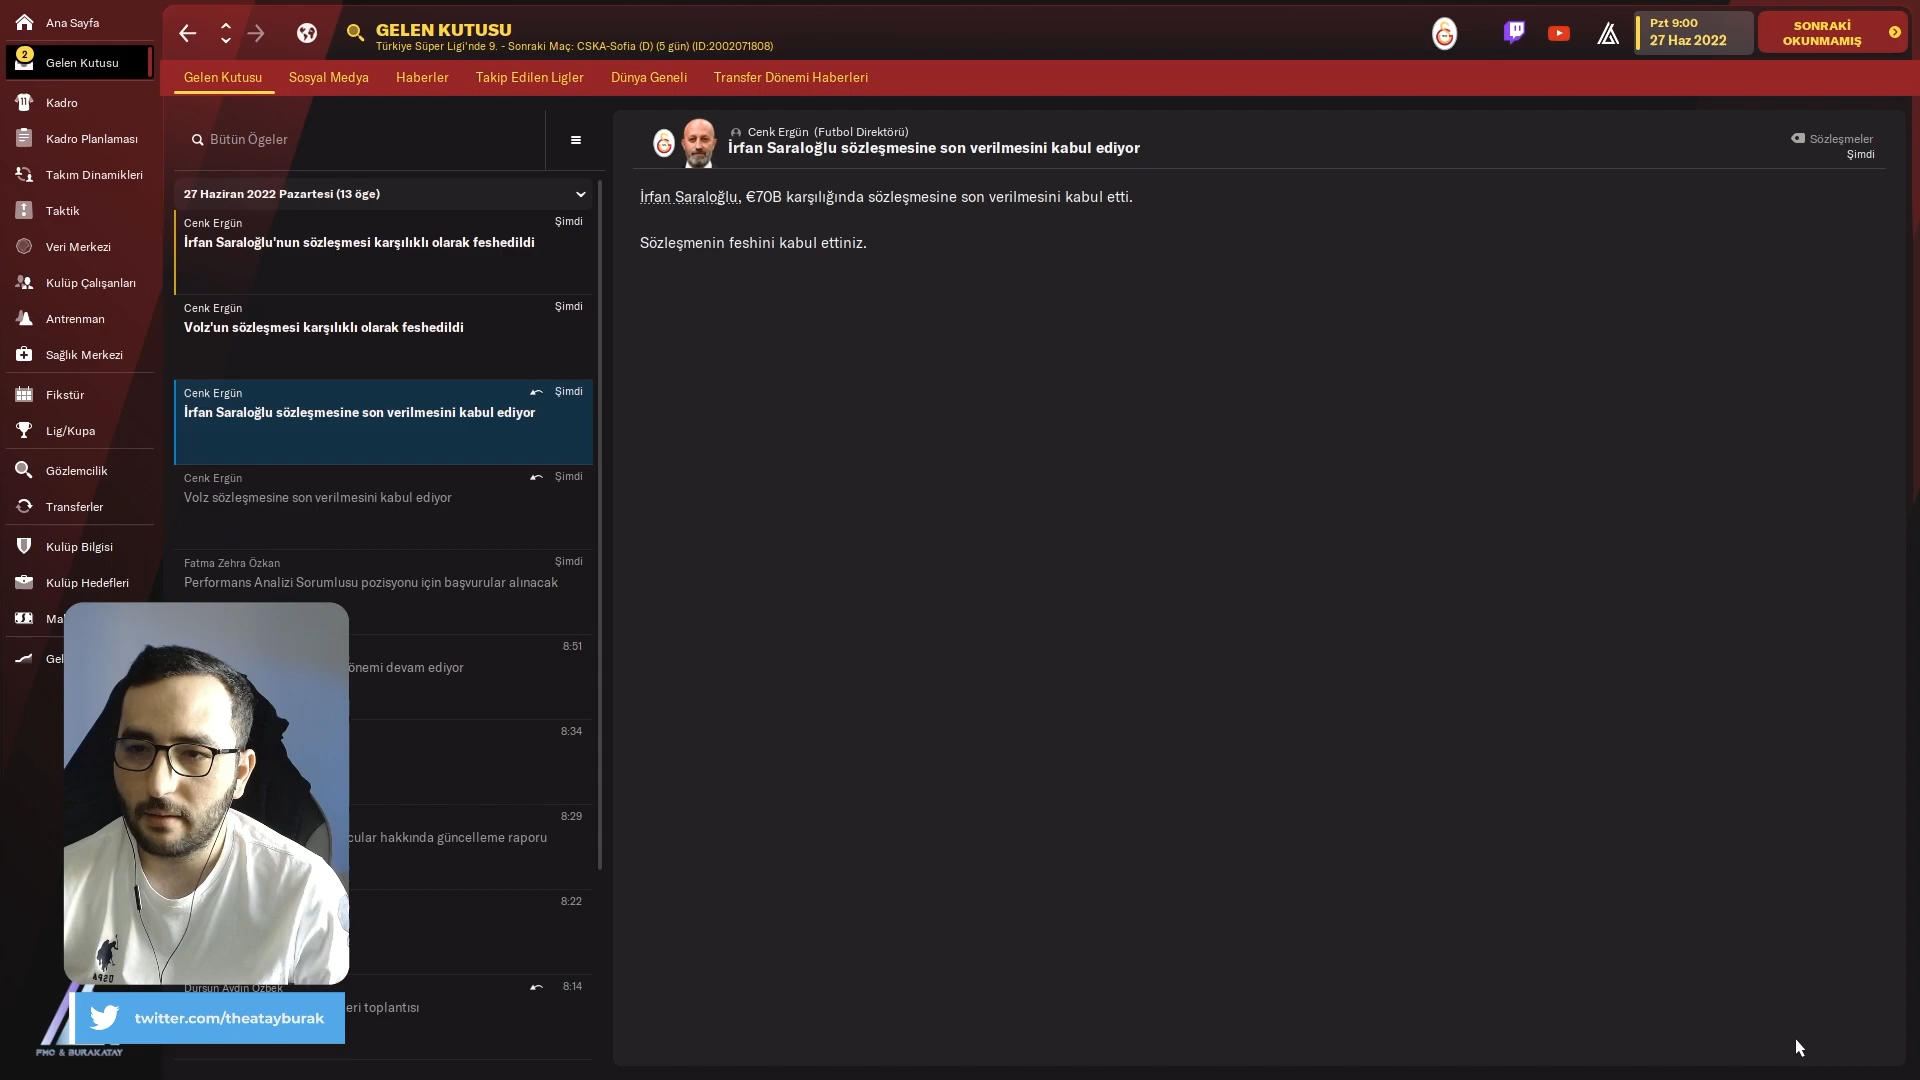 Ana Sayfa
2
Gelen Kutusu
Kadro
Kadro Planlaması
Takım Dinamikleri
Taktik
Veri Merkezi
Kulüp Çalışanları
Antrenman
Sağlık Merkezi
Fikstür
Lig/Kupa
Gözlemcilik
Transferler
Kulüp Bilgisi
Kulüp Hedefleri
GELEN KUTUSU
Türkiye Süper Ligi'nde 9. - Sonraki Maç: CSKA-Sofia (D) (5 gün) (ID:2002071808)
Pzt 9:00
27 Haz 2022
SONRAKİ
OKUNMAMIŞ
Gelen Kutusu Sosyal Medya Haberler Takip Edilen Ligler Dünya Geneli Transfer Dönemi Haberleri
Bütün Ögeler
27 Haziran 2022 Pazartesi (13 öge)
Cenk Ergün Şimdi
İrfan Saraloğlu'nun sözleşmesi karşılıklı olarak feshedildi
Cenk Ergün Şimdi
Volz'un sözleşmesi karşılıklı olarak feshedildi
Cenk Ergün Şimdi
İrfan Saraloğlu sözleşmesine son verilmesini kabul ediyor
Cenk Ergün Şimdi
Volz sözleşmesine son verilmesini kabul ediyor
Fatma Zehra Özkan Şimdi
Performans Analizi Sorumlusu pozisyonu için başvurular alınacak
8:51
önemi devam ediyor
8:34
8:29
cular hakkında güncelleme raporu
8:22
Dursun Aydın Özbek 8:14
eri toplantısı
Cenk Ergün (Futbol Direktörü)
İrfan Saraloğlu sözleşmesine son verilmesini kabul ediyor
Sözleşmeler
Şimdi
İrfan Saraloğlu, €70B karşılığında sözleşmesine son verilmesini kabul etti.
Sözleşmenin feshini kabul ettiniz.
twitter.com/theatayburak
FMC & BURAKATAY